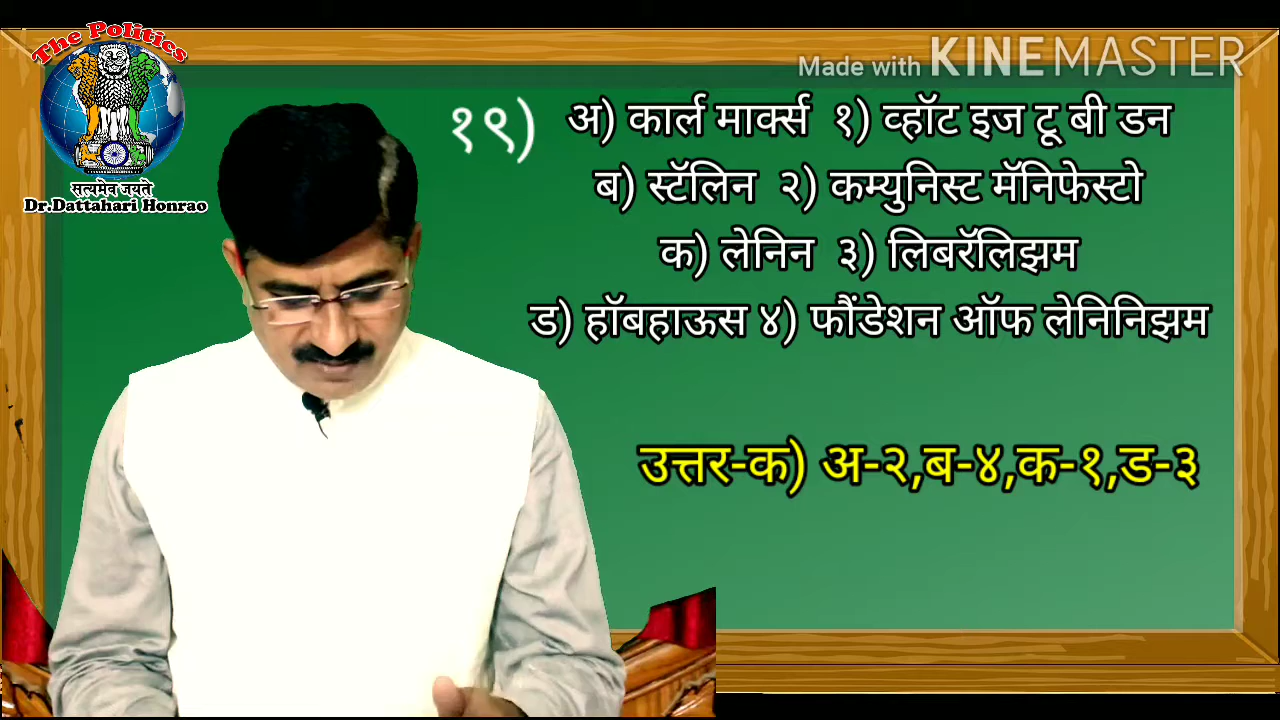 The Politics
सत्यमेव जयते
Dr.Dattahari Honrao
Made with KINEMASTER
१९) अ) कार्ल मार्क्स १) व्हॉट इज टू बी डन
ब) स्टॅलिन २) कम्युनिस्ट मॅनिफेस्टो
क) लेनिन ३) लिबरॅलिझम
ड) हॉबहाऊस ४) फौंडेशन ऑफ लेनिनिझम
उत्तर-क) अ-२,ब-४,क-१,ड-३